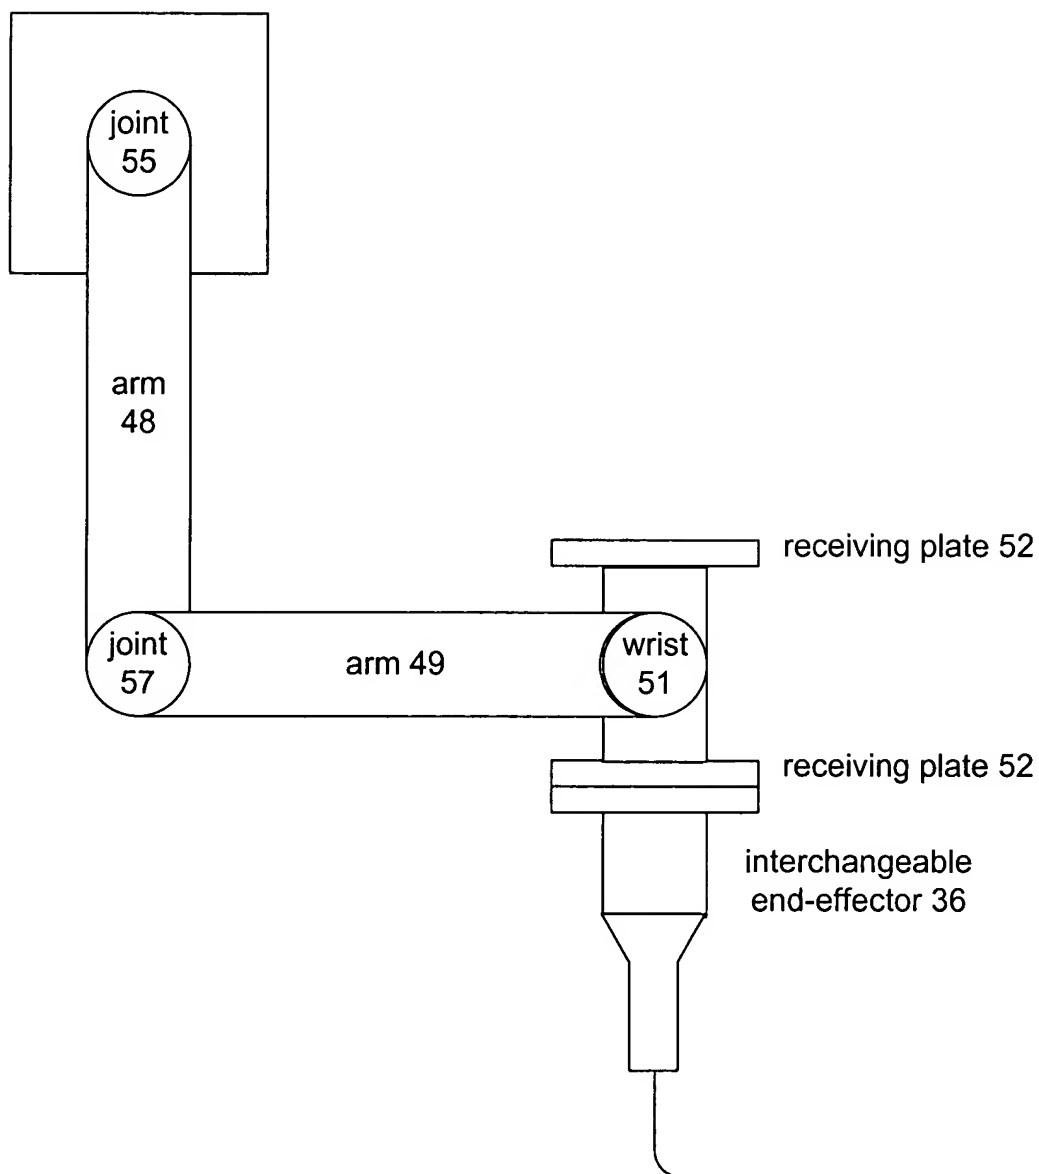 joint
55
arm
48
receiving plate 52
joint
57
arm 49
wrist
51
receiving plate 52
interchangeable
end-effector 36